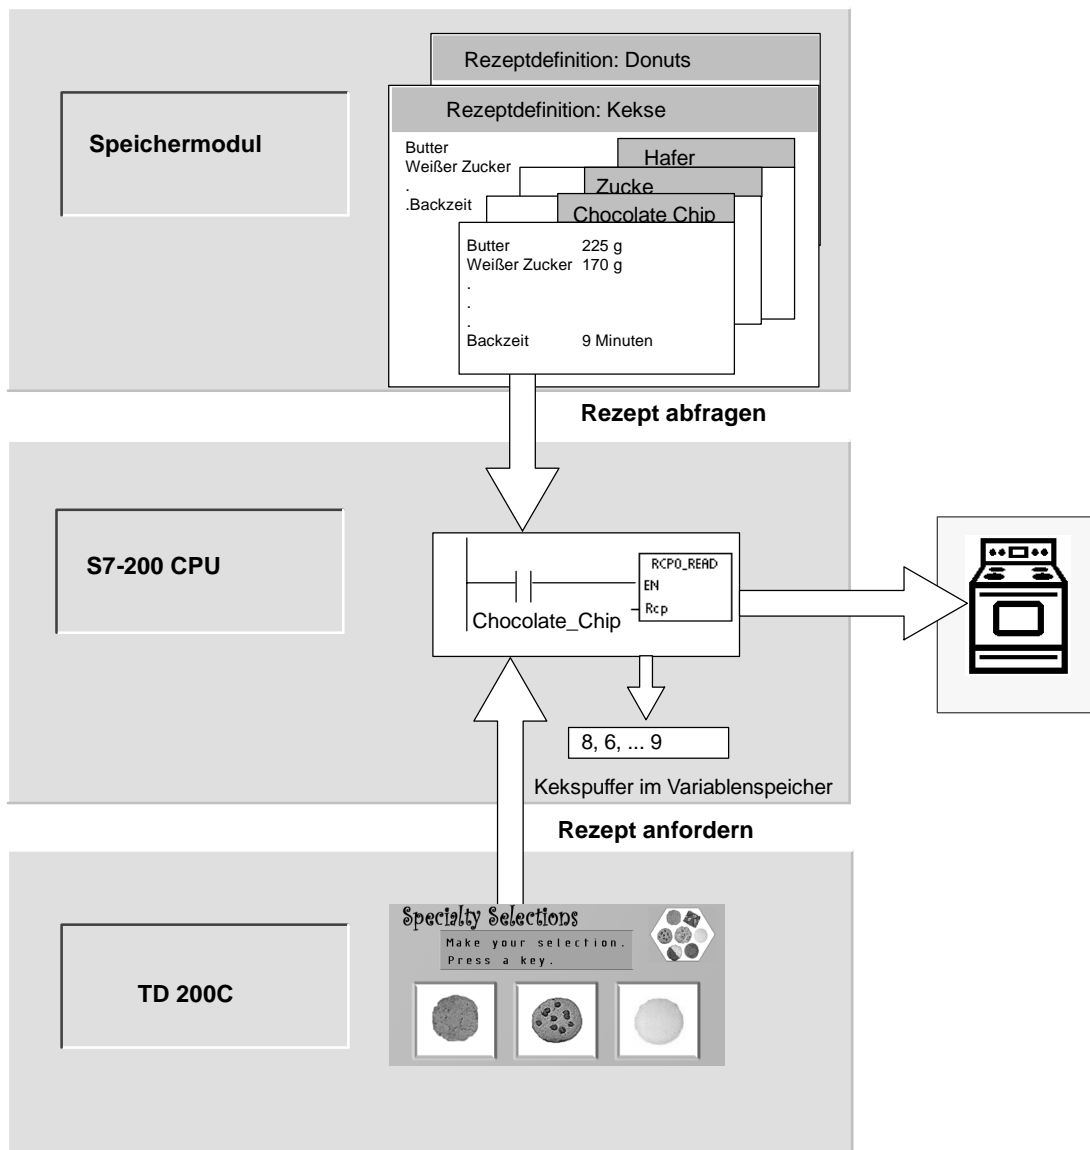 Rezeptdefinition: Donuts
Rezeptdefinition: Kekse
Speichermodul
Butter
Weißer Zucker
.
.Backzeit
Hafer
Zucke
Chocolate Chip
Butter 225 g
Weißer Zucker 170 g
.
.
.
Backzeit 9 Minuten
Rezept abfragen
S7-200 CPU
RCP0_READ
EN
Rcp
Chocolate_Chip
8, 6, ... 9
Kekspuffer im Variablenspeicher
Rezept anfordern
Specialty Selections
Make your selection.
Press a key.
TD 200C